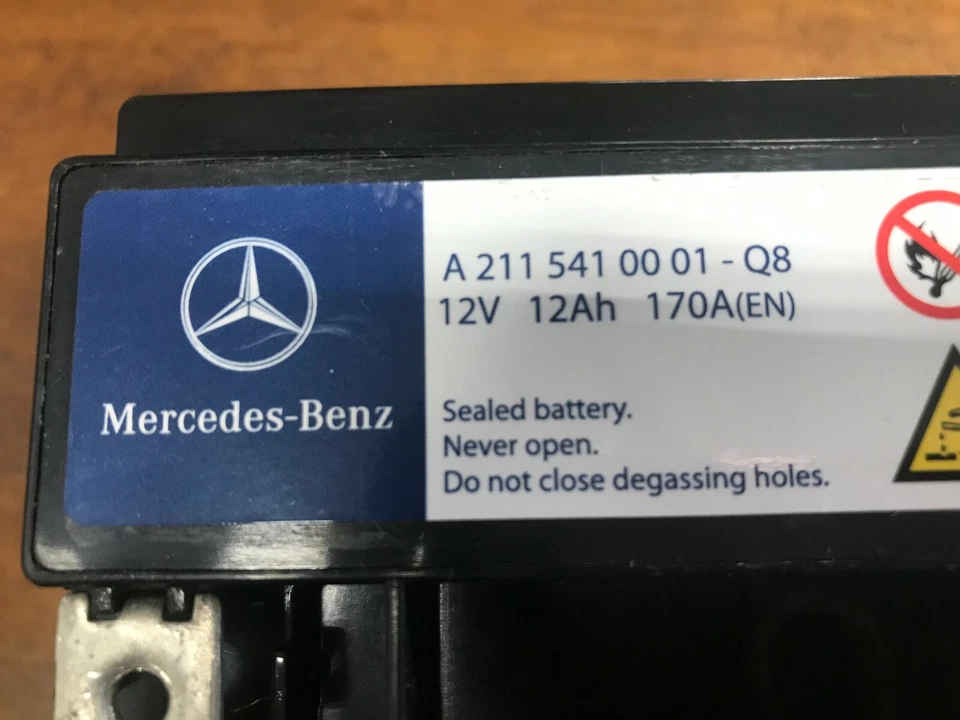 A 211 541 00 01 - Q8
12V 12Ah 170A(EN)
Mercedes-Benz
Sealed battery.
Never open.
Do not close degassing holes.